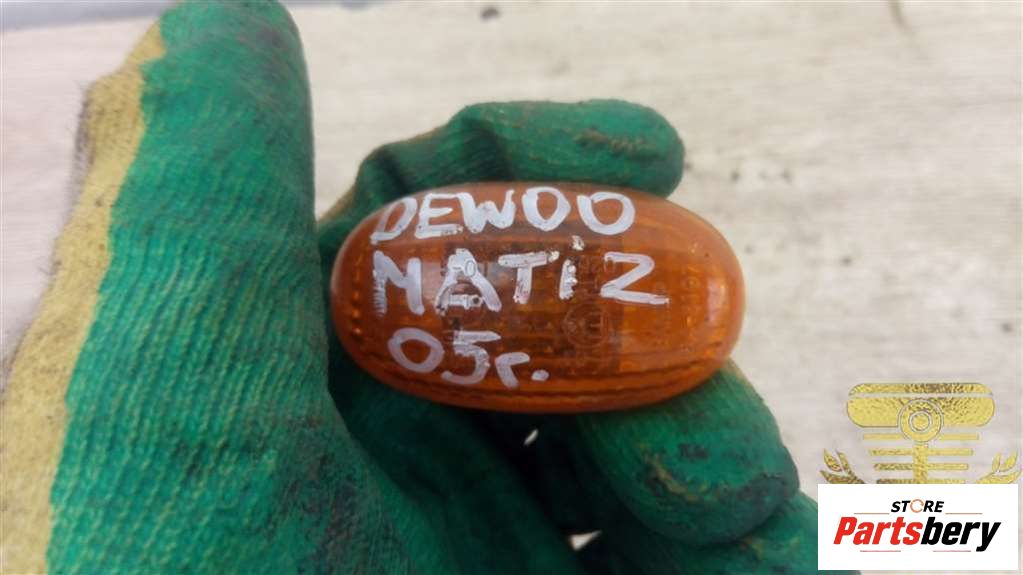 DEWOO
MATiZ
05г.
STORE
Partsbery